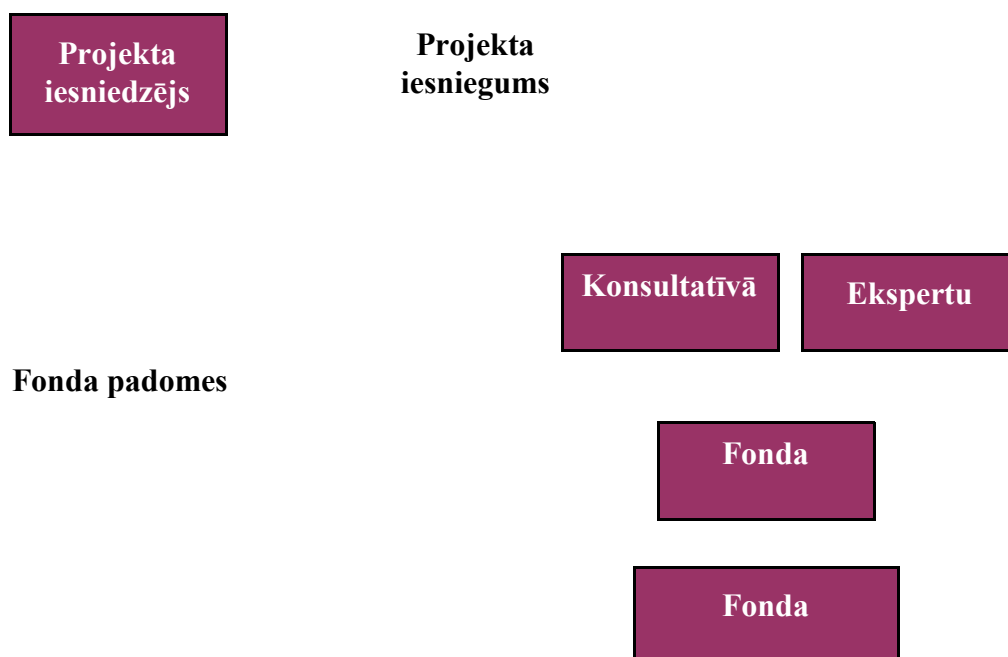 Projekta
iesniedzējs
Projekta
iesniegums
Konsultatīvā
Ekspertu
Fonda padomes
Fonda
Fonda